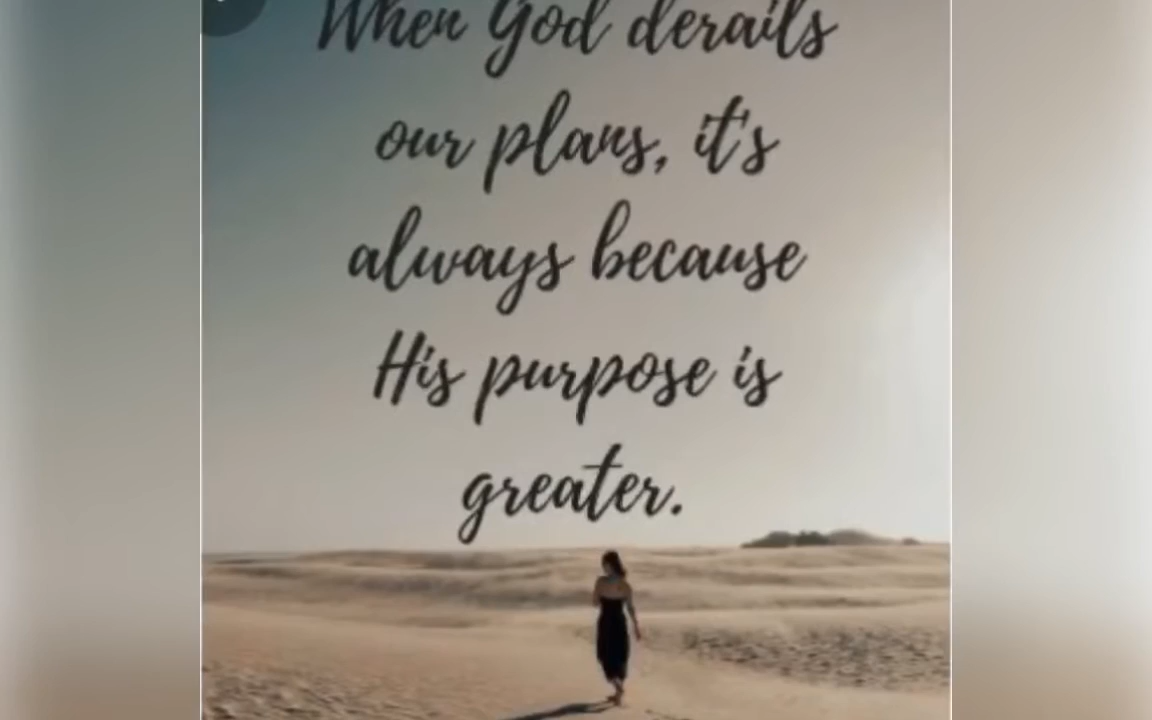 When God derails
our plans, it's
always because
His purpose is
greater.